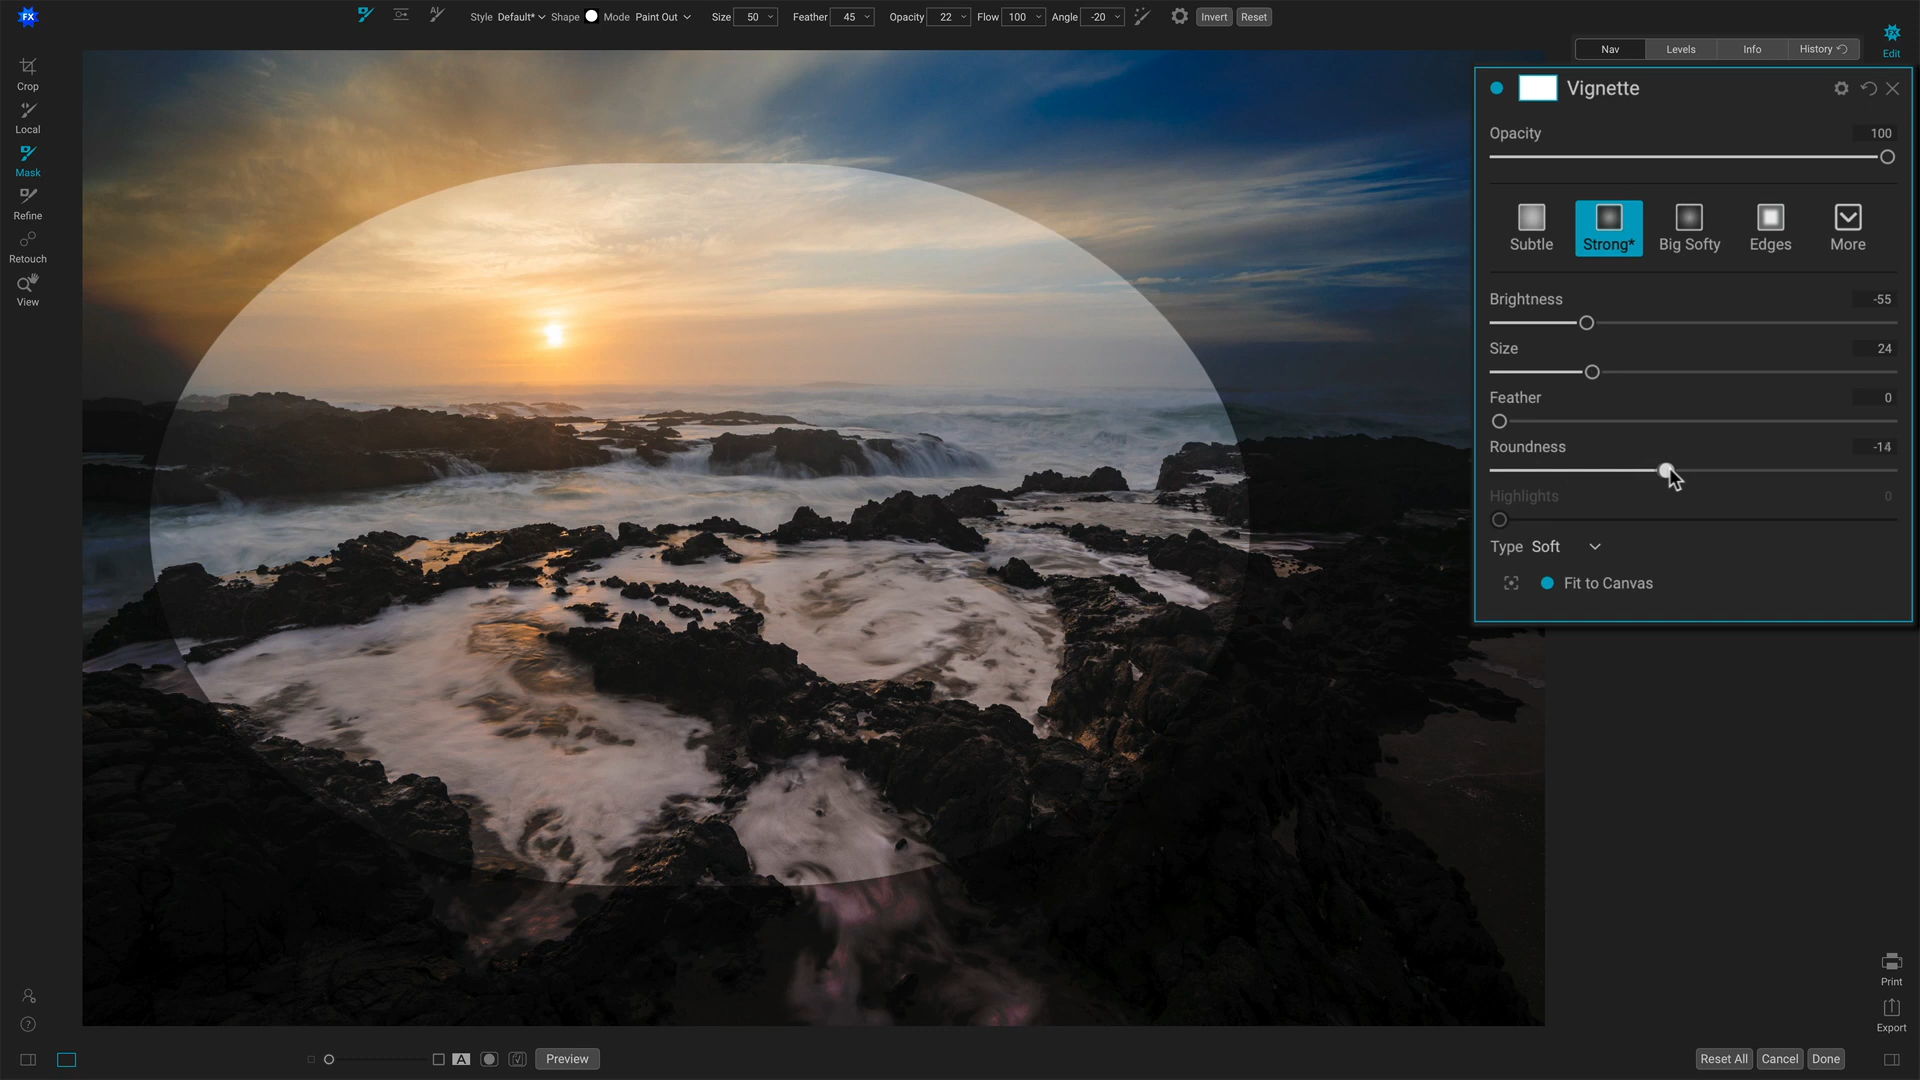 FX
Style Default* Shape Mode Paint Out Size 50 Feather 45 Opacity 22 Flow 100 Angle -20 Invert Reset
Nav Levels Info History
Edit
Crop
Local
Mask
Refine
Retouch
View
Vignette
Opacity 100
Subtle Strong* Big Softy Edges More
Brightness -55
Size 24
Feather 0
Roundness -14
Highlights 0
Type Soft
Fit to Canvas
Print
Export
?
A Preview
Reset All Cancel Done